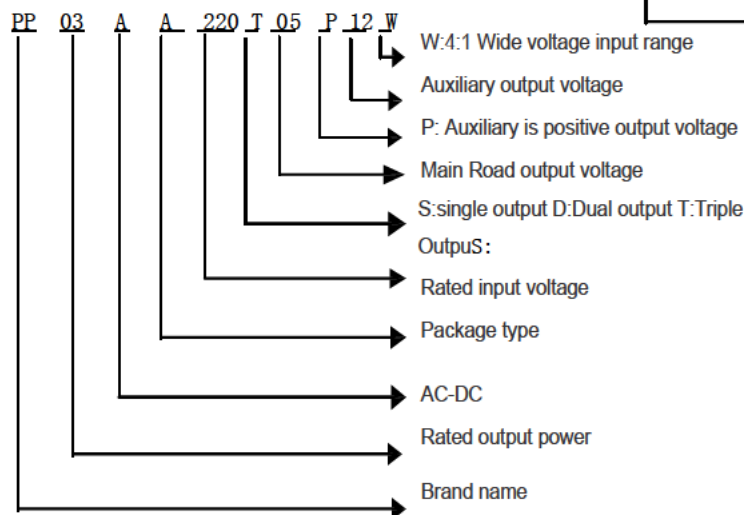 PP 03 A A 220 T 05 P 12 W
W:4:1 Wide voltage input range
Auxiliary output voltage
P: Auxiliary is positive output voltage
Main Road output voltage
S:single output D:Dual output T:Triple
OutpuS:
Rated input voltage
Package type
AC-DC
Rated output power
Brand name